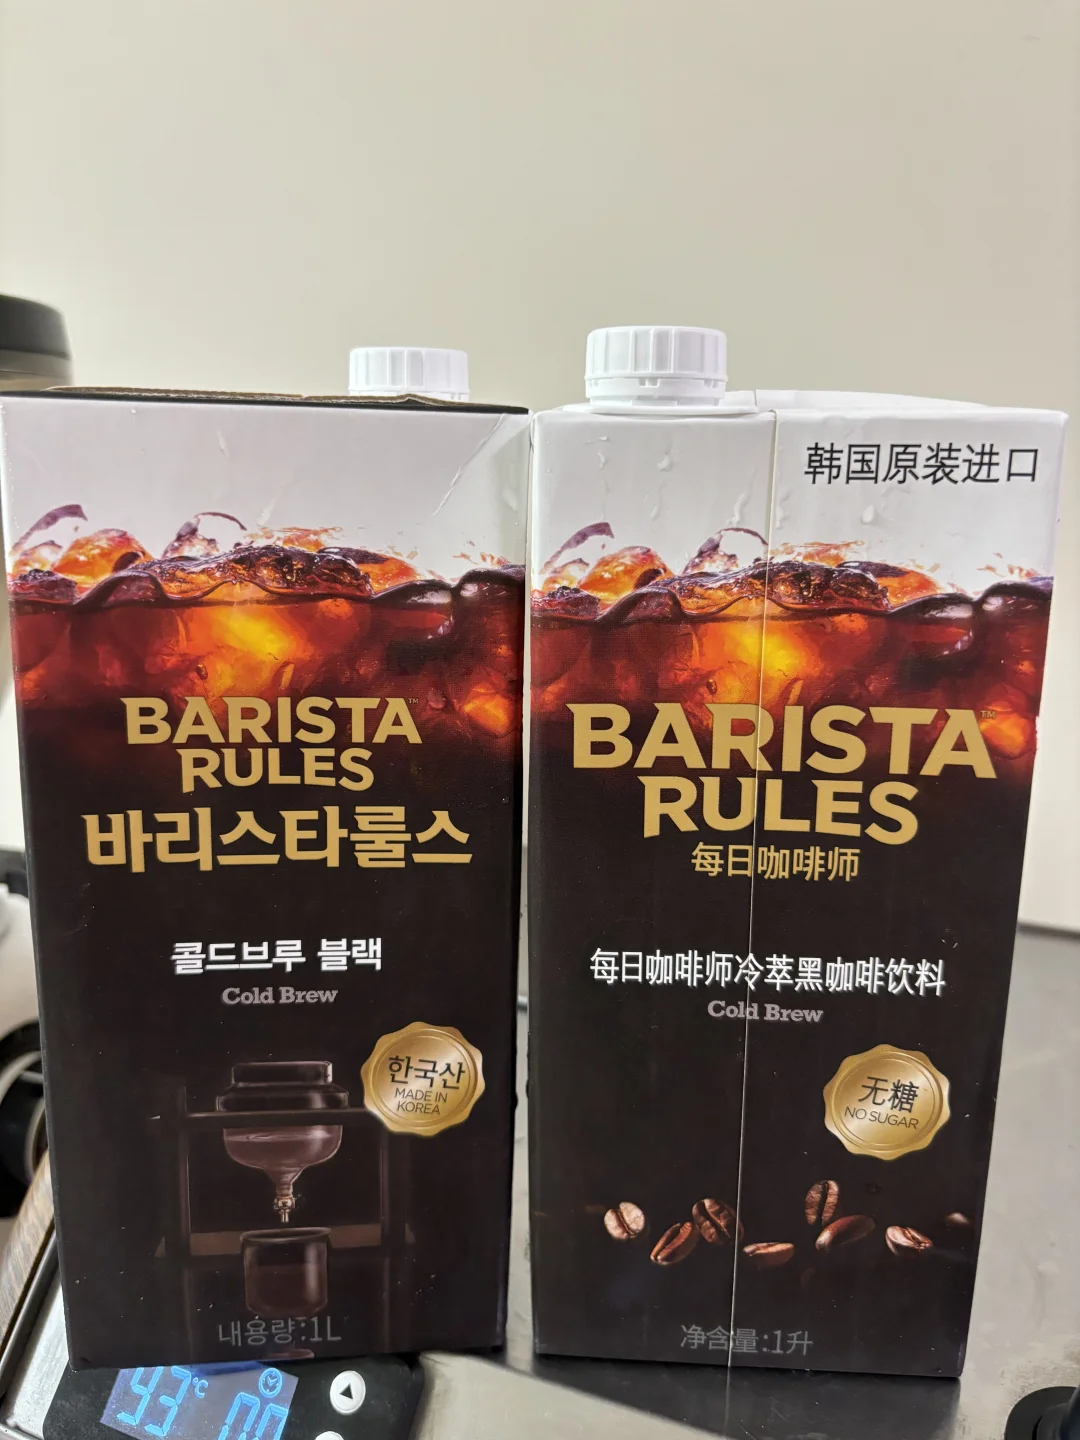 BARISTA™
RULES
바리스타룰스
콜드브루 블랙
Cold Brew
한국산
MADE IN
KOREA
내용량:1L
93°C
韩国原装进口
BARISTA™
RULES
每日咖啡师
每日咖啡师冷萃黑咖啡饮料
Cold Brew
无糖
NO SUGAR
净含量:1升